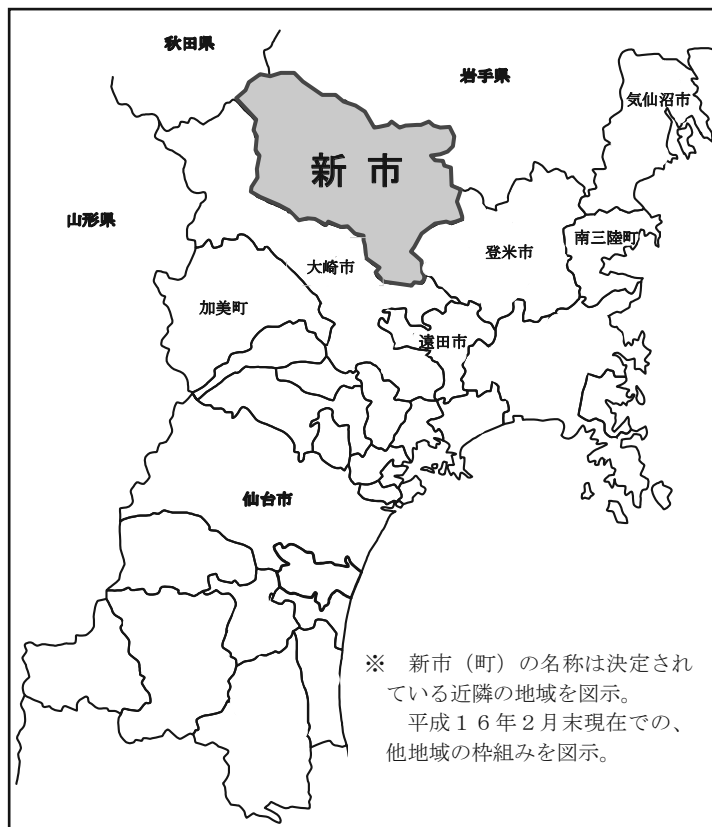 秋田県
岩手県
気仙沼市
新市
山形県
登米市
南三陸町
大崎市
加美町
遠田市
仙台市
※　新市（町）の名称は決定され
ている近隣の地域を図示。
平成１６年２月末現在での、
他地域の枠組みを図示。